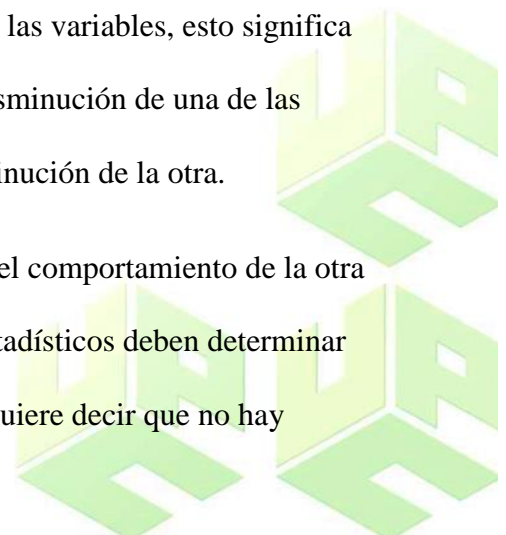 las variables, esto significa
sminución de una de las
inución de la otra.
el comportamiento de la otra
tadísticos deben determinar
uiere decir que no hay